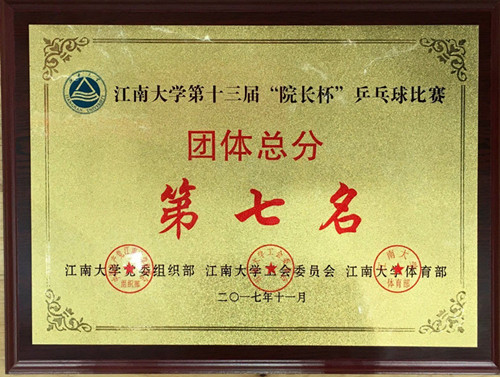 江南大学第十三届“院长杯”乒乓球比赛
团体总分
第七名
江南大学党委组织部 江南大学工会委员会 江南大学体育部
二〇一七年十一月